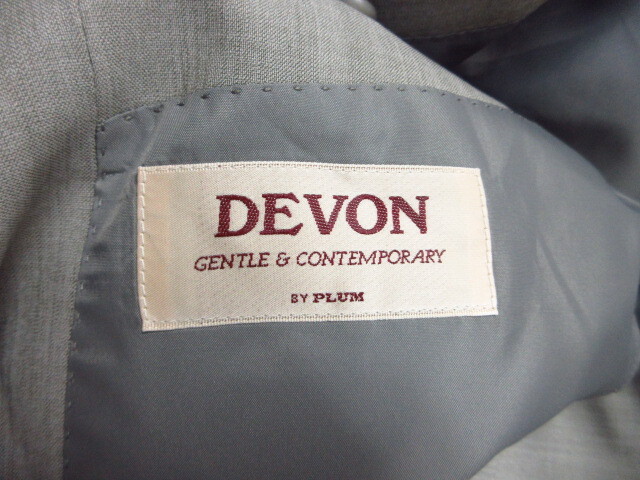 DEVON
GENTLE & CONTEMPORARY
BY PLUM